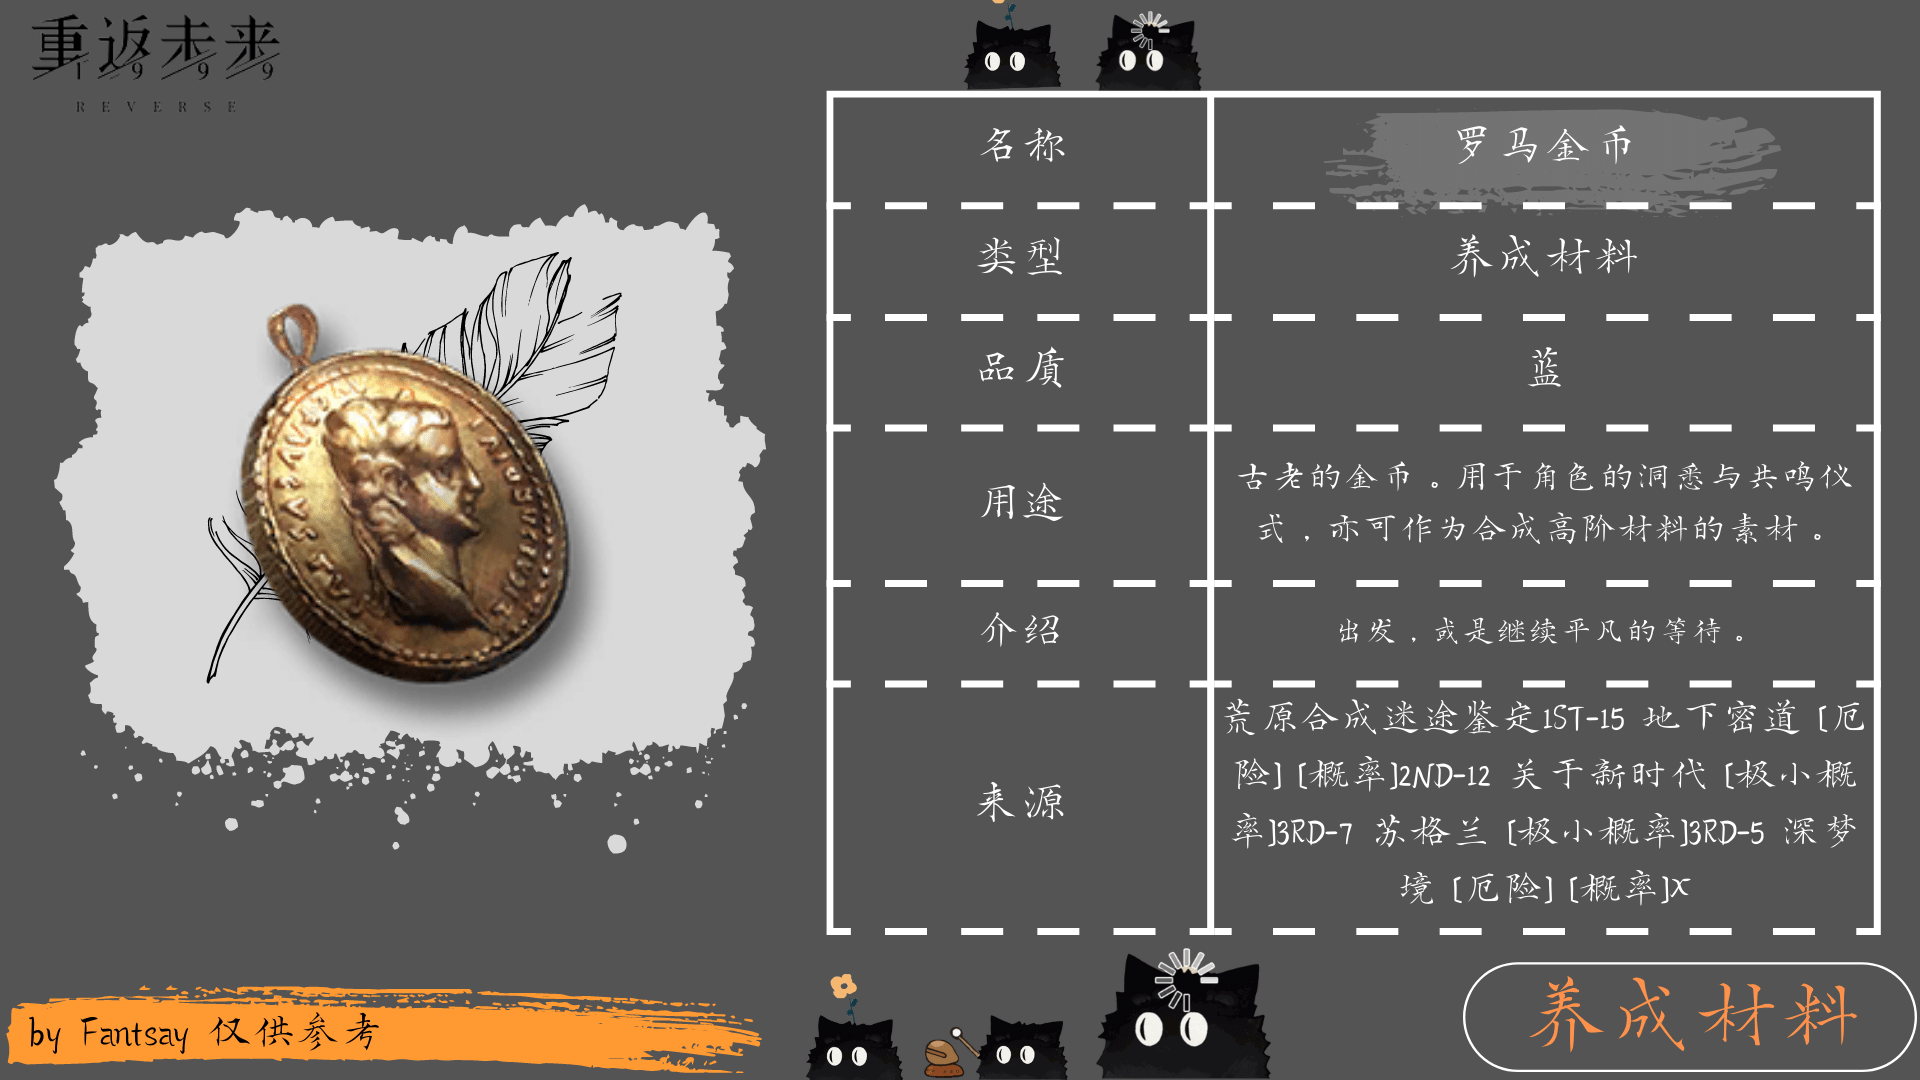 重返未来
1999
REVERSE
名称
罗马金币
类型
养成材料
品质
蓝
用途
古老的金币。用于角色的洞悉与共鸣仪
式，亦可作为合成高阶材料的素材。
介绍
出发，或是继续平凡的等待。
来源
荒原合成迷途鉴定1ST-15 地下密道 [厄
险] [概率]2ND-12 关于新时代 [极小概
率]3RD-7 苏格兰 [极小概率]3RD-5 深梦
境 [厄险] [概率]X
by Fantsay 仅供参考
养成材料